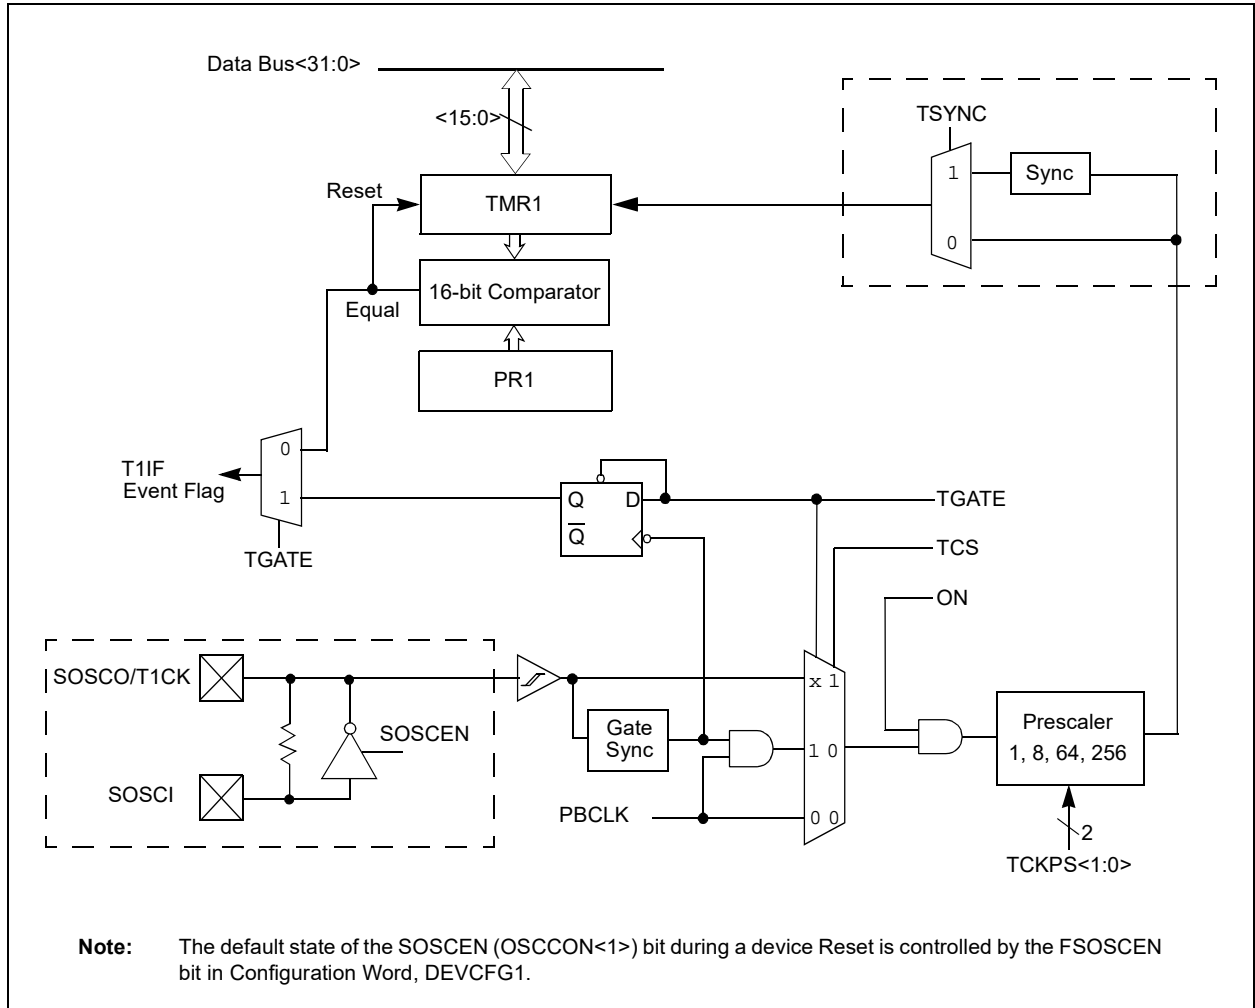 Data Bus<31:0>
<15:0>
TSYNC
1
Sync
0
Reset
TMR1
16-bit Comparator
Equal
PR1
0
T1IF
Event Flag
1
TGATE
Q
D
Q
TGATE
TCS
ON
SOSCO/T1CK
SOSCEN
SOSCI
Gate
Sync
PBCLK
x 1
1 0
0 0
Prescaler
1, 8, 64, 256
2
TCKPS<1:0>
Note: The default state of the SOSCEN (OSCCON<1>) bit during a device Reset is controlled by the FSOSCEN
bit in Configuration Word, DEVCFG1.